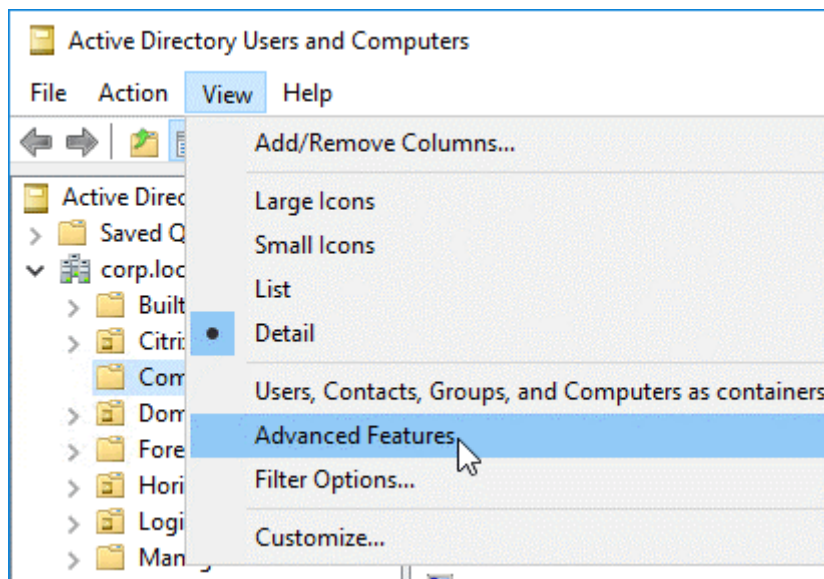 Active Directory Users and Computers
File Action View Help
Add/Remove Columns...
Active Direc
Large Icons
Saved Q
Small Icons
corp.loc
List
Built
Detail
Citri
Com
Users, Contacts, Groups, and Computers as containers
Dom
Advanced Features
Fore
Filter Options...
Hori
Logi
Customize...
Man